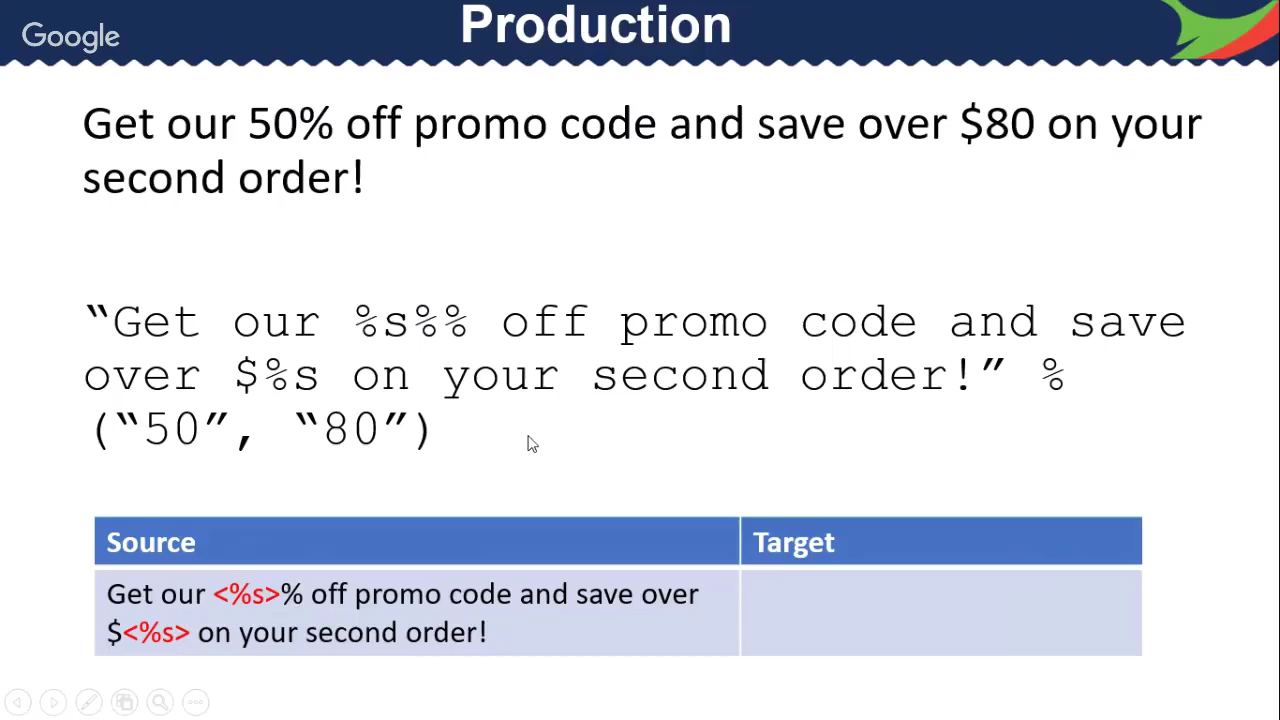 Production
Google
Get our 50% off promo code and save over $80 on your
second order!
“Get our %s%% off promo code and save
over $%s on your second order!” %
(“50”, “80”)
Source
Target
Get our <%s>% off promo code and save over
$<%s> on your second order!